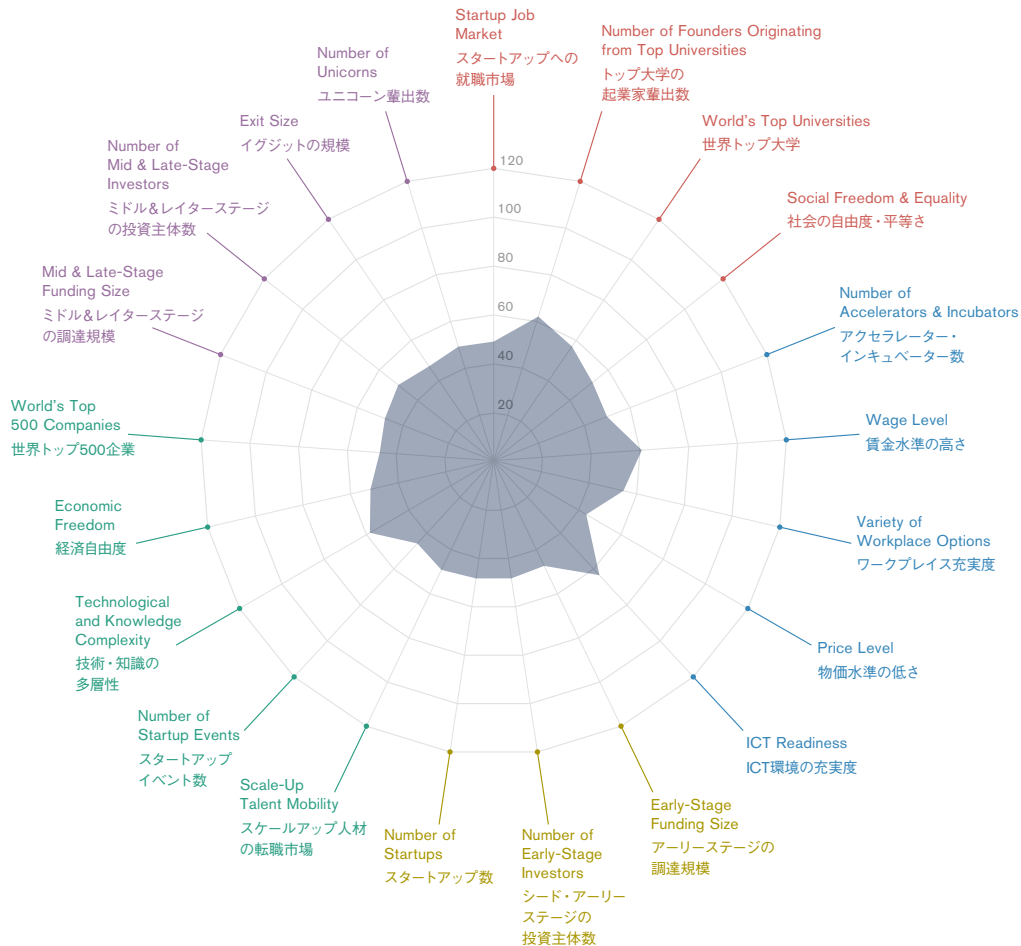 Startup Job
Market
スタートアップへの
就職市場
Number of Founders Originating
from Top Universities
トップ大学の
起業家輩出数
World's Top Universities
世界トップ大学
Social Freedom & Equality
社会の自由度・平等さ
Number of
Accelerators & Incubators
アクセラレーター・
インキュベーター数
Wage Level
賃金水準の高さ
Variety of
Workplace Options
ワークプレイス充実度
Price Level
物価水準の低さ
ICT Readiness
ICT環境の充実度
Early-Stage
Funding Size
アーリーステージの
調達規模
Number of
Early-Stage
Investors
シード・アーリー
ステージの
投資主体数
Number of
Startups
スタートアップ数
Scale-Up
Talent Mobility
スケールアップ人材
の転職市場
Number of
Startup Events
スタートアップ
イベント数
Technological
and Knowledge
Complexity
技術・知識の
多層性
Economic
Freedom
経済自由度
World's Top
500 Companies
世界トップ500企業
Mid & Late-Stage
Funding Size
ミドル＆レイターステージ
の調達規模
Number of
Mid & Late-Stage
Investors
ミドル＆レイターステージ
の投資主体数
Exit Size
イグジットの規模
Number of
Unicorns
ユニコーン輩出数
120
100
80
60
40
20